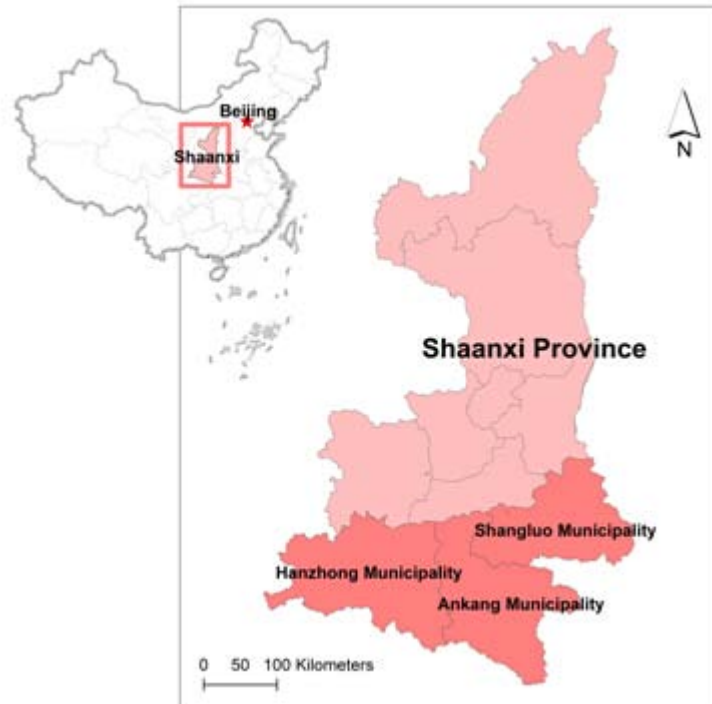 Beijing
Shaanxi
N
Shaanxi Province
Shangluo Municipality
Hanzhong Municipality
Ankang Municipality
0 50 100 Kilometers